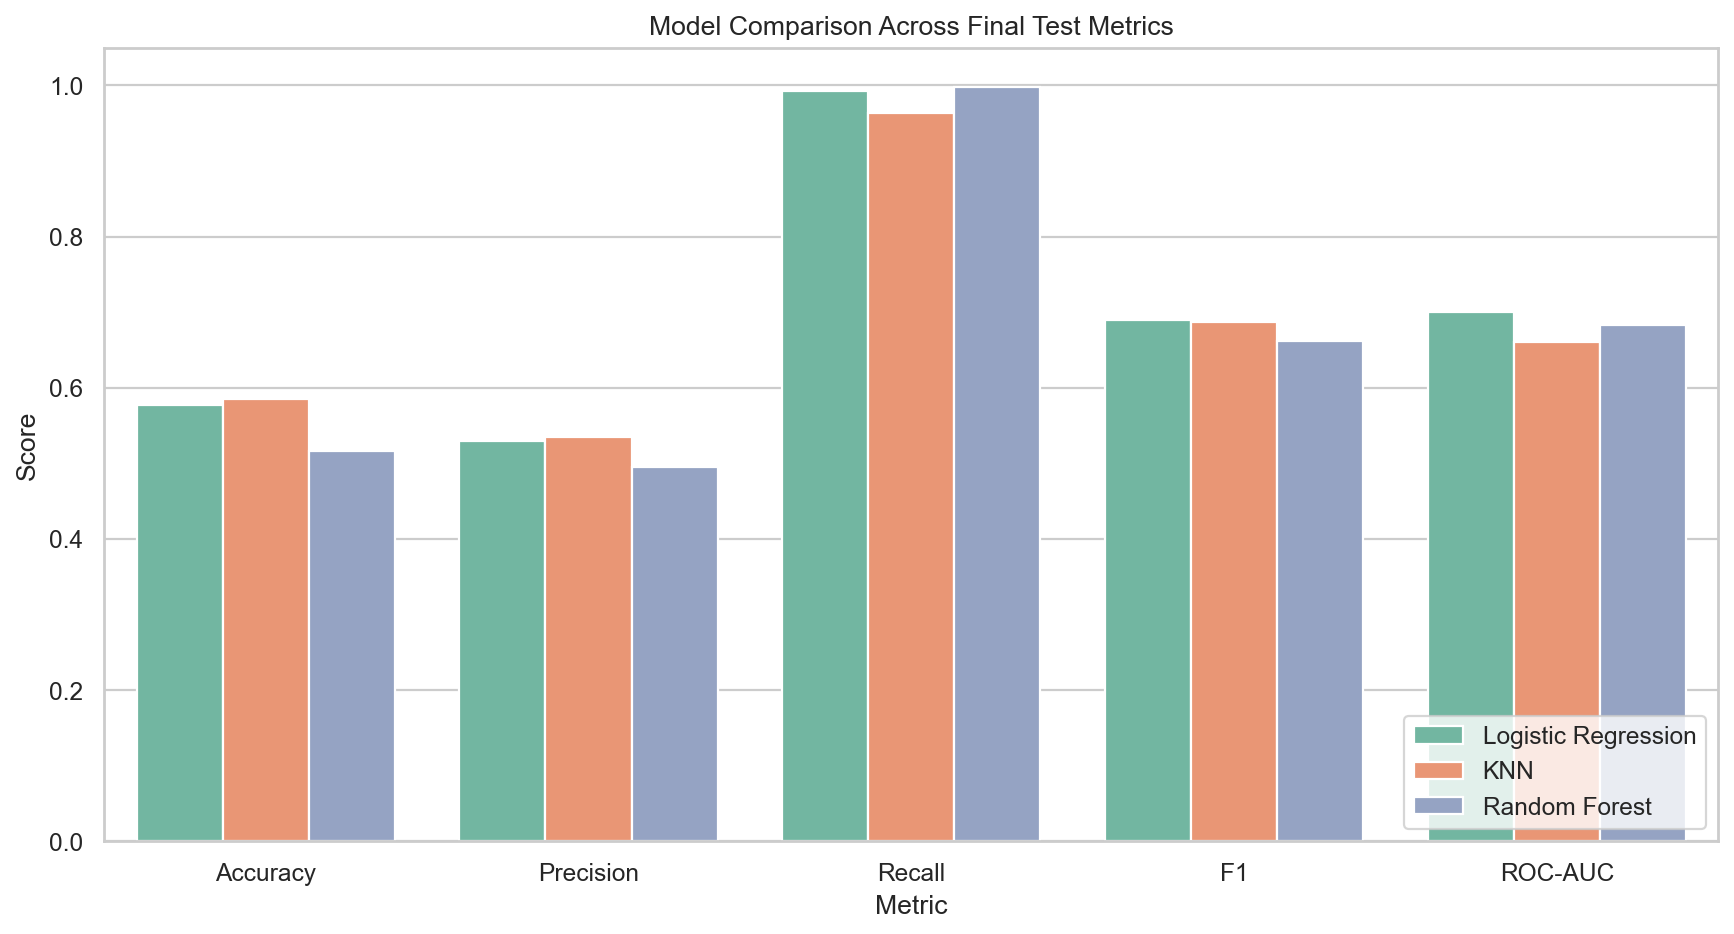 Model Comparison Across Final Test Metrics
Score
1.0
0.8
0.6
0.4
0.2
0.0
Logistic Regression
KNN
Random Forest
Accuracy
Precision
Recall
F1
ROC-AUC
Metric